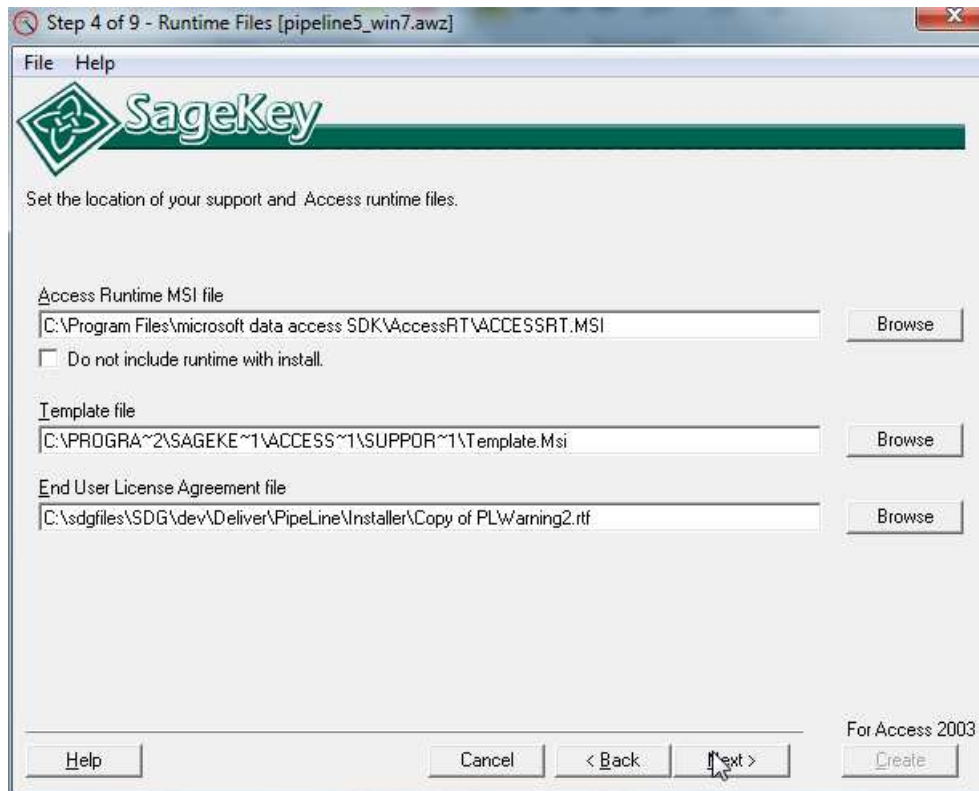 Step 4 of 9 - Runtime Files [pipeline5_win7.awz]
File Help
SageKey
Set the location of your support and Access runtime files.
Access Runtime MSI file
C:\Program Files\microsoft data access SDK\AccessRT\ACCESSRT.MSI
Browse
Do not include runtime with install.
Template file
C:\PROGRA~2\SAGEKE~1\ACCESS~1\SUPPOR~1\Template.Msi
Browse
End User License Agreement file
C:\sdgfiles\SDG\dev\Deliver\PipeLine\Installer\Copy of PLWarning2.rtf
Browse
For Access 2003
Help Cancel < Back Next > Create